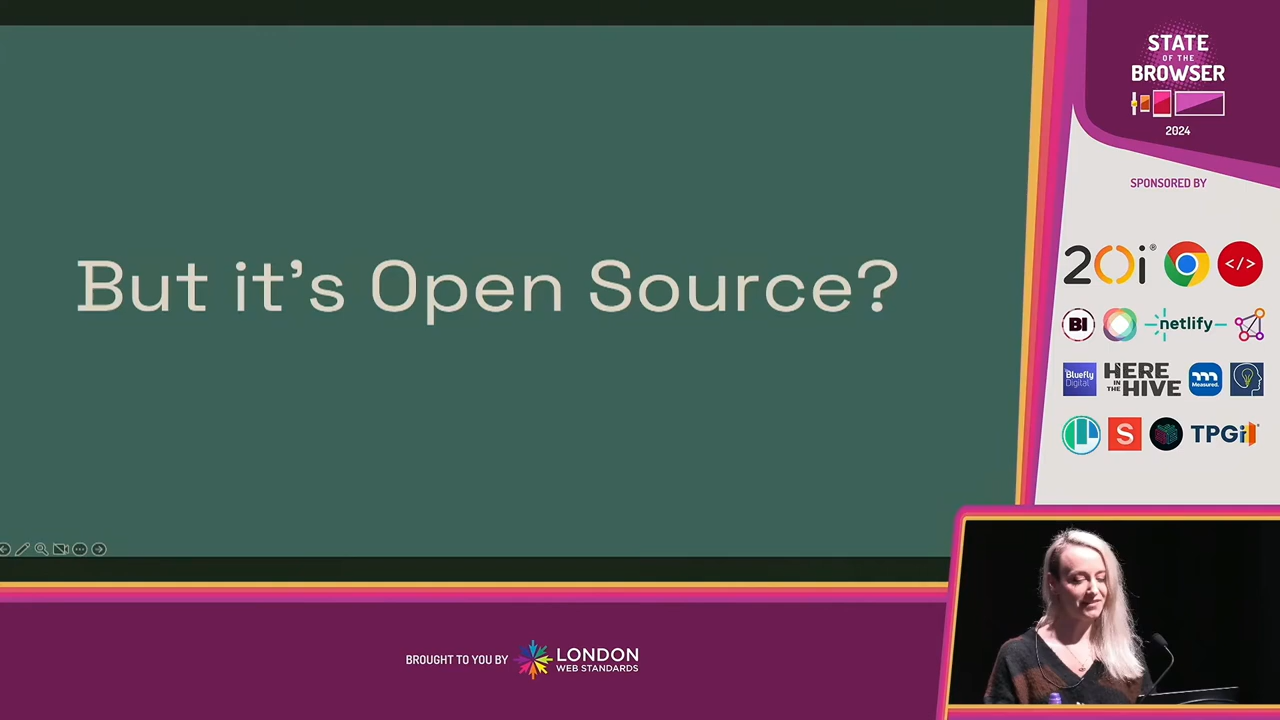 But it’s Open Source?
STATE
OF THE
BROWSER
2024
SPONSORED BY
20i®
</>
BI
netlify
Bluefly
Digital
HERE
IN THE
HIVE
Measured.
S
TPGi
BROUGHT TO YOU BY
LONDON
WEB STANDARDS